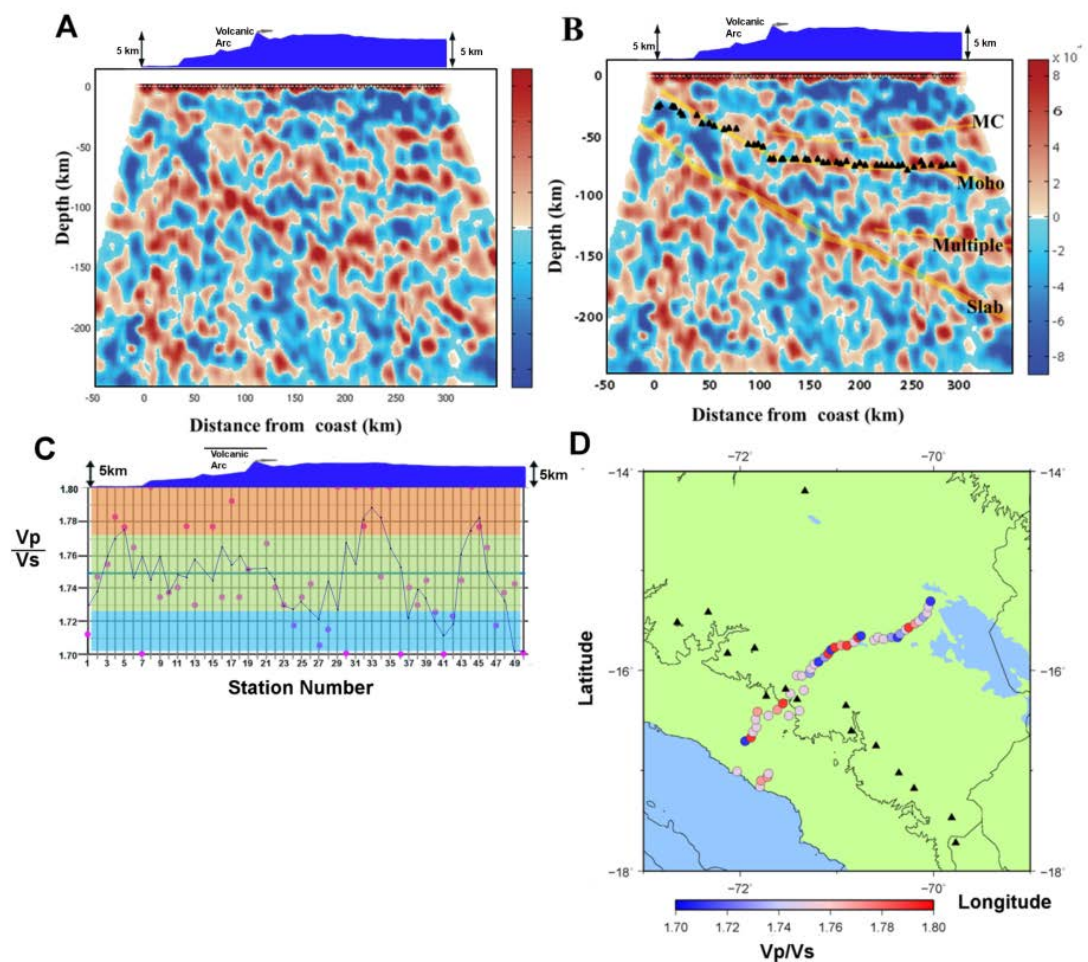 A
Volcanic
Arc
5 km
5 km
0
-50
-100
-150
-200
Depth (km)
-50 0 50 100 150 200 250 300
Distance from coast (km)
B
Volcanic
Arc
5 km
5 km
0
-50
-100
-150
-200
Depth (km)
MC
Moho
Multiple
Slab
-50 0 50 100 150 200 250 300
Distance from coast (km)
8
6
4
2
0
-2
-4
-6
-8
C
Volcanic
Arc
5km
5km
1.80
1.78
1.76
1.74
1.72
1.70
Vp
Vs
1 3 5 7 9 11 13 15 17 19 21 23 25 27 29 31 33 35 37 39 41 43 45 47 49
Station Number
D
−72˚ −70˚
−14˚ −14˚
−16˚ −16˚
−18˚ −18˚
−72˚ −70˚
Latitude
Longitude
1.70 1.72 1.74 1.76 1.78 1.80
Vp/Vs